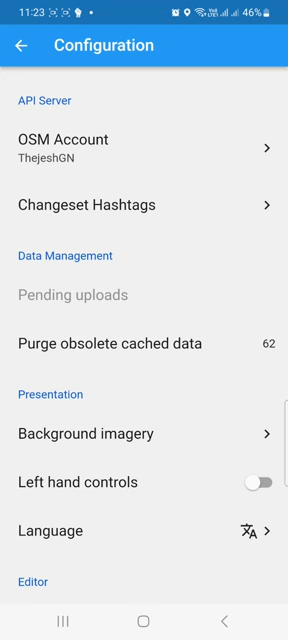 11:23 46%
Configuration
API Server
OSM Account
ThejeshGN
Changeset Hashtags
Data Management
Pending uploads
Purge obsolete cached data 62
Presentation
Background imagery
Left hand controls
Language
Editor